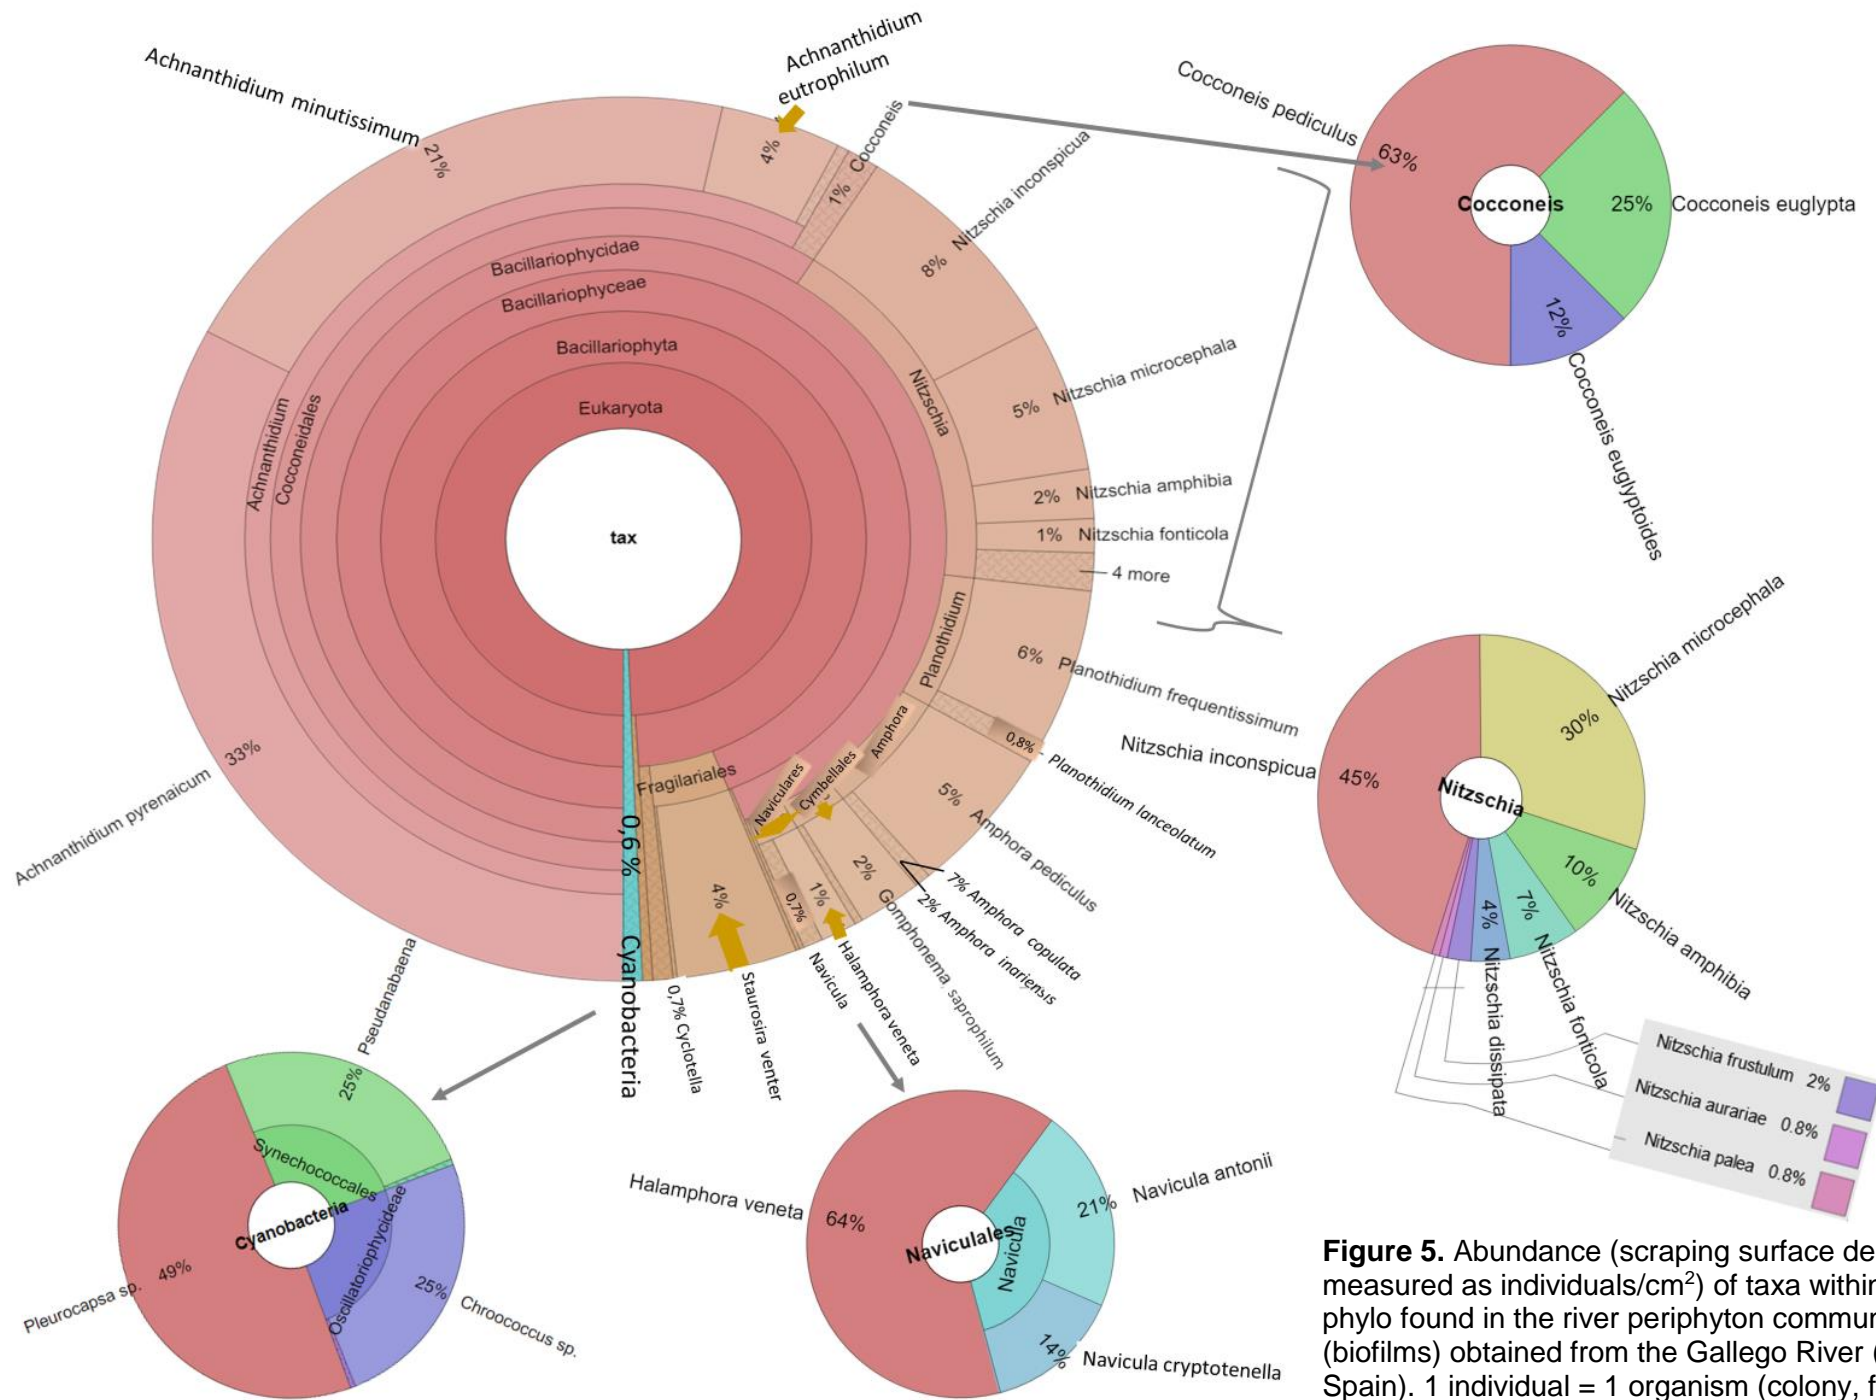 Achnanthidium minutissimum
21%
Achnanthidium
eutrophilum
4%
Cocconeis
1%
Nitzschia inconspicua
8%
Nitzschia microcephala
5%
Nitzschia amphibia
2%
Nitzschia fonticola
1%
4 more
Nitzschia
Planothidium
6%
Planothidium frequentissimum
0,8%
Planothidium lanceolatum
Amphora
5%
Amphora pediculus
7% Amphora copulata
2% Amphora inariensis
Cymbellales
2%
Gomphonema saprophilum
Naviculares
1%
Halamphora veneta
0,7%
Navicula
Fragilariales
4%
Staurosira venter
0,7% Cyclotella
0,6 %
Cyanobacteria
Achnanthidium pyrenaicum
33%
Achnanthidium
Cocconeidales
Bacillariophycidae
Bacillariophyceae
Bacillariophyta
Eukaryota
tax
Cocconeis pediculus
63%
Cocconeis
25%
Cocconeis euglypta
12%
Cocconeis euglyptoides
Nitzschia inconspicua
45%
Nitzschia
30%
Nitzschia microcephala
10%
Nitzschia amphibia
7%
Nitzschia fonticola
4%
Nitzschia dissipata
Nitzschia frustulum 2%
Nitzschia aurariae 0.8%
Nitzschia palea 0.8%
Pseudanabaena
25%
Synechococcales
Cyanobacteria
Oscillatoriophycideae
Pleurocapsa sp.
49%
25%
Chroococcus sp.
Halamphora veneta
64%
Naviculales
Navicula
21%
Navicula antonii
14%
Navicula cryptotenella
Figure 5. Abundance (scraping surface de
measured as individuals/cm²) of taxa within
phylo found in the river periphyton commun
(biofilms) obtained from the Gallego River (
Spain). 1 individual = 1 organism (colony, t